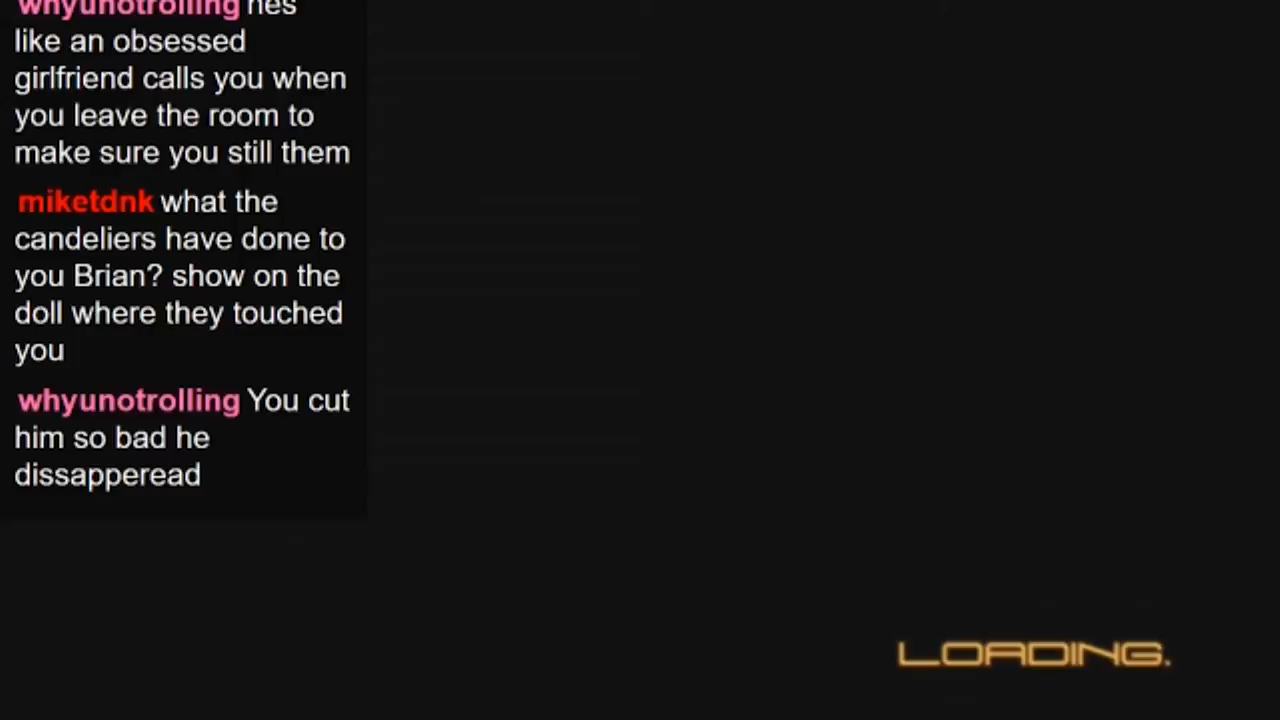 whyunotrolling hes
like an obsessed
girlfriend calls you when
you leave the room to
make sure you still them
miketdnk what the
candeliers have done to
you Brian? show on the
doll where they touched
you
whyunotrolling You cut
him so bad he
dissapperead
LOADING.